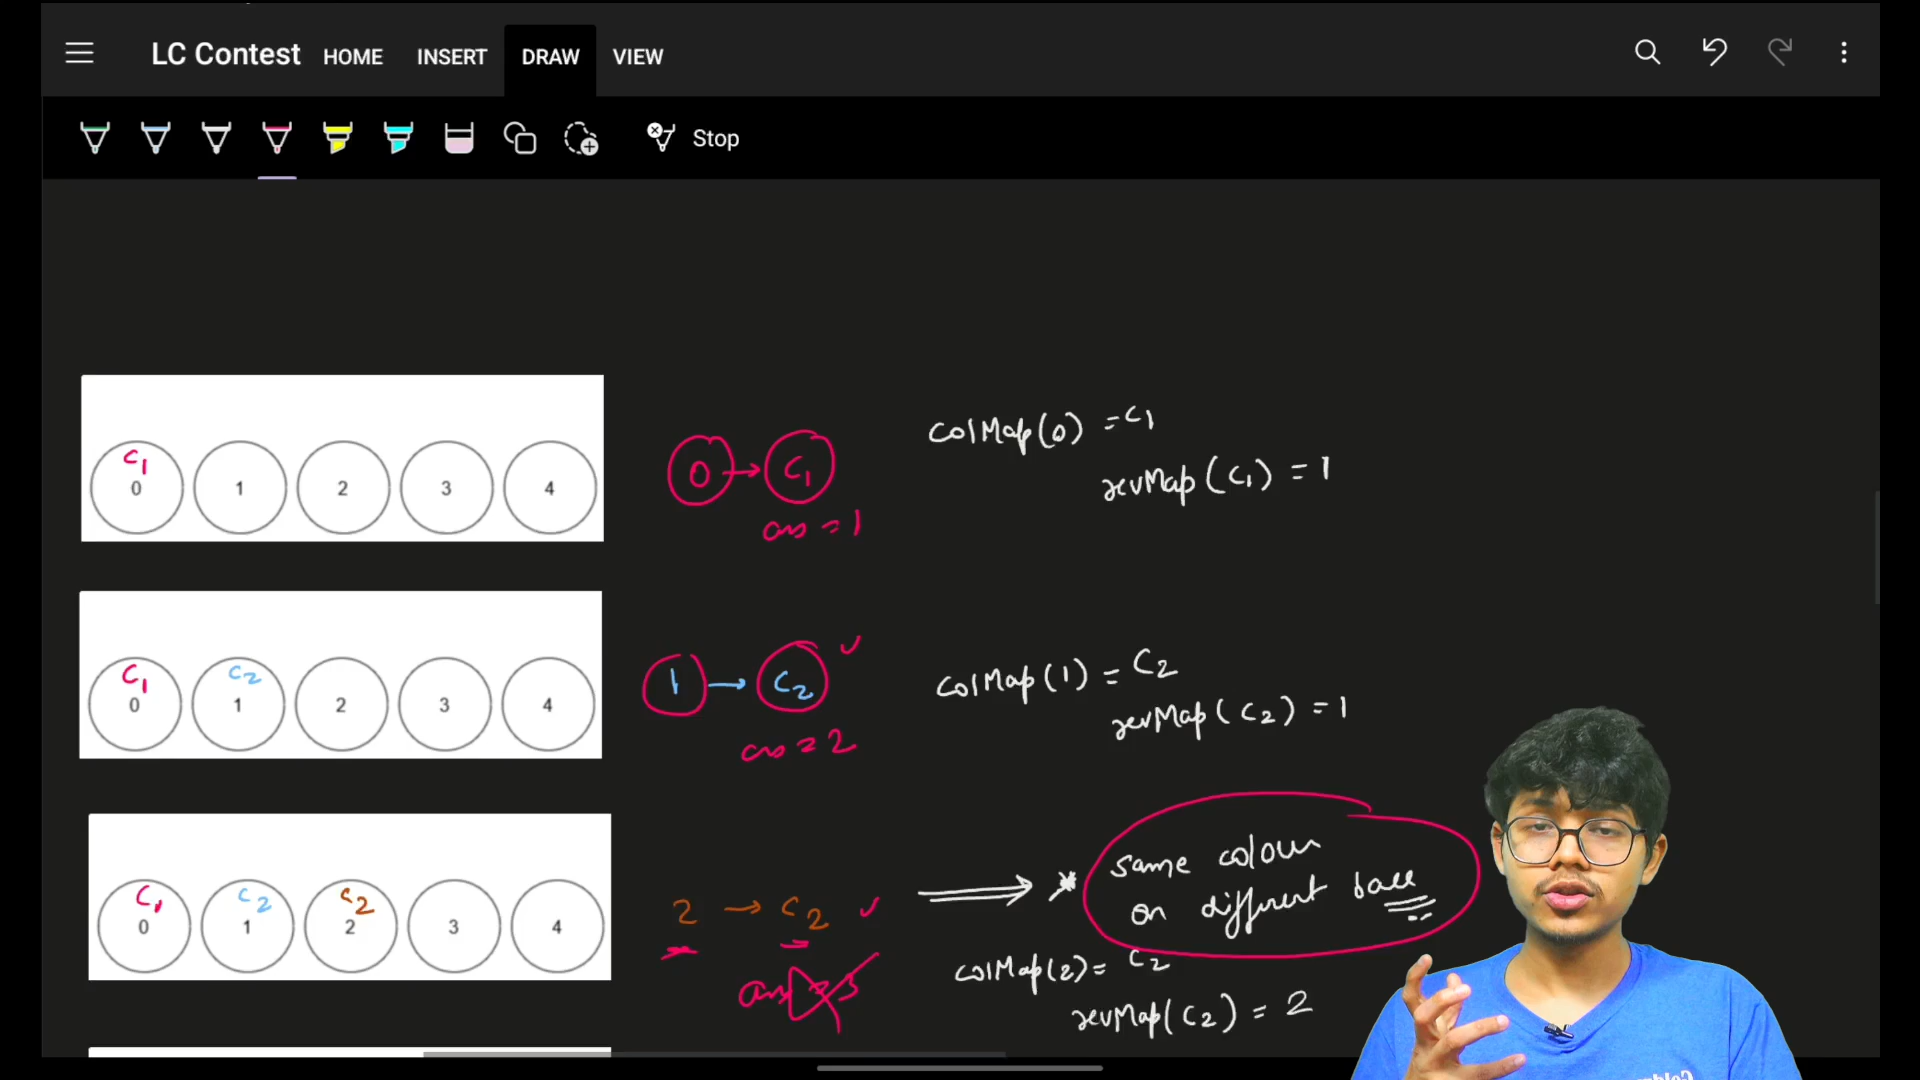 LC Contest HOME INSERT DRAW VIEW
Stop
C1
0 1 2 3 4
0 → C1
ans = 1
colMap(0) = C1
revMap(C1) = 1
C1 C2
0 1 2 3 4
1 → C2
ans = 2
colMap(1) = C2
revMap(C2) = 1
C1 C2 C2
0 1 2 3 4
2 → C2
same colour
on different ball
colMap(2) = C2
revMap(C2) = 2